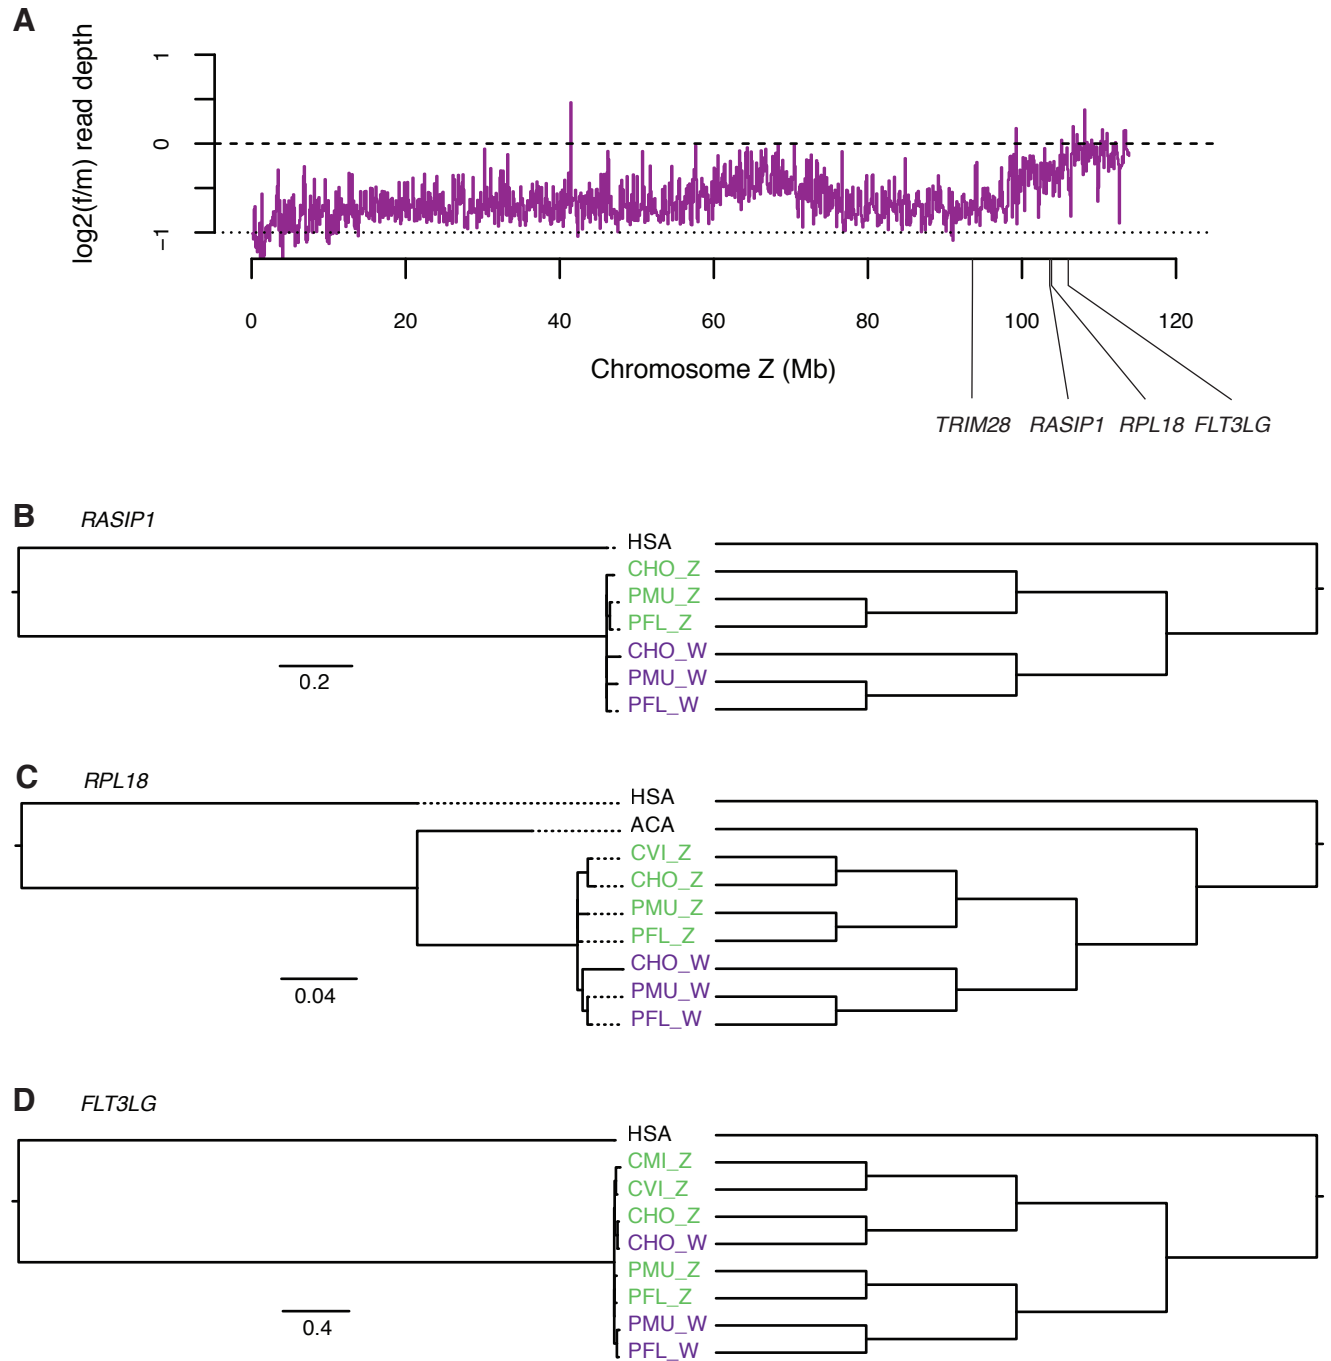 A
log2(f/m) read depth
1
0
−1
0 20 40 60 80 100 120
Chromosome Z (Mb)
TRIM28 RASIP1 RPL18 FLT3LG
B RASIP1
HSA
CHO_Z
PMU_Z
PFL_Z
CHO_W
PMU_W
PFL_W
0.2
C RPL18
HSA
ACA
CVI_Z
CHO_Z
PMU_Z
PFL_Z
CHO_W
PMU_W
PFL_W
0.04
D FLT3LG
HSA
CMI_Z
CVI_Z
CHO_Z
CHO_W
PMU_Z
PFL_Z
PMU_W
PFL_W
0.4